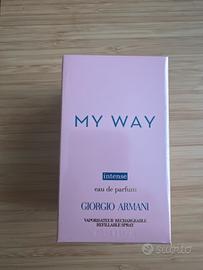 MY WAY
intense
eau de parfum
GIORGIO ARMANI
VAPORISATEUR RECHARGEABLE
REFILLABLE SPRAY
subito